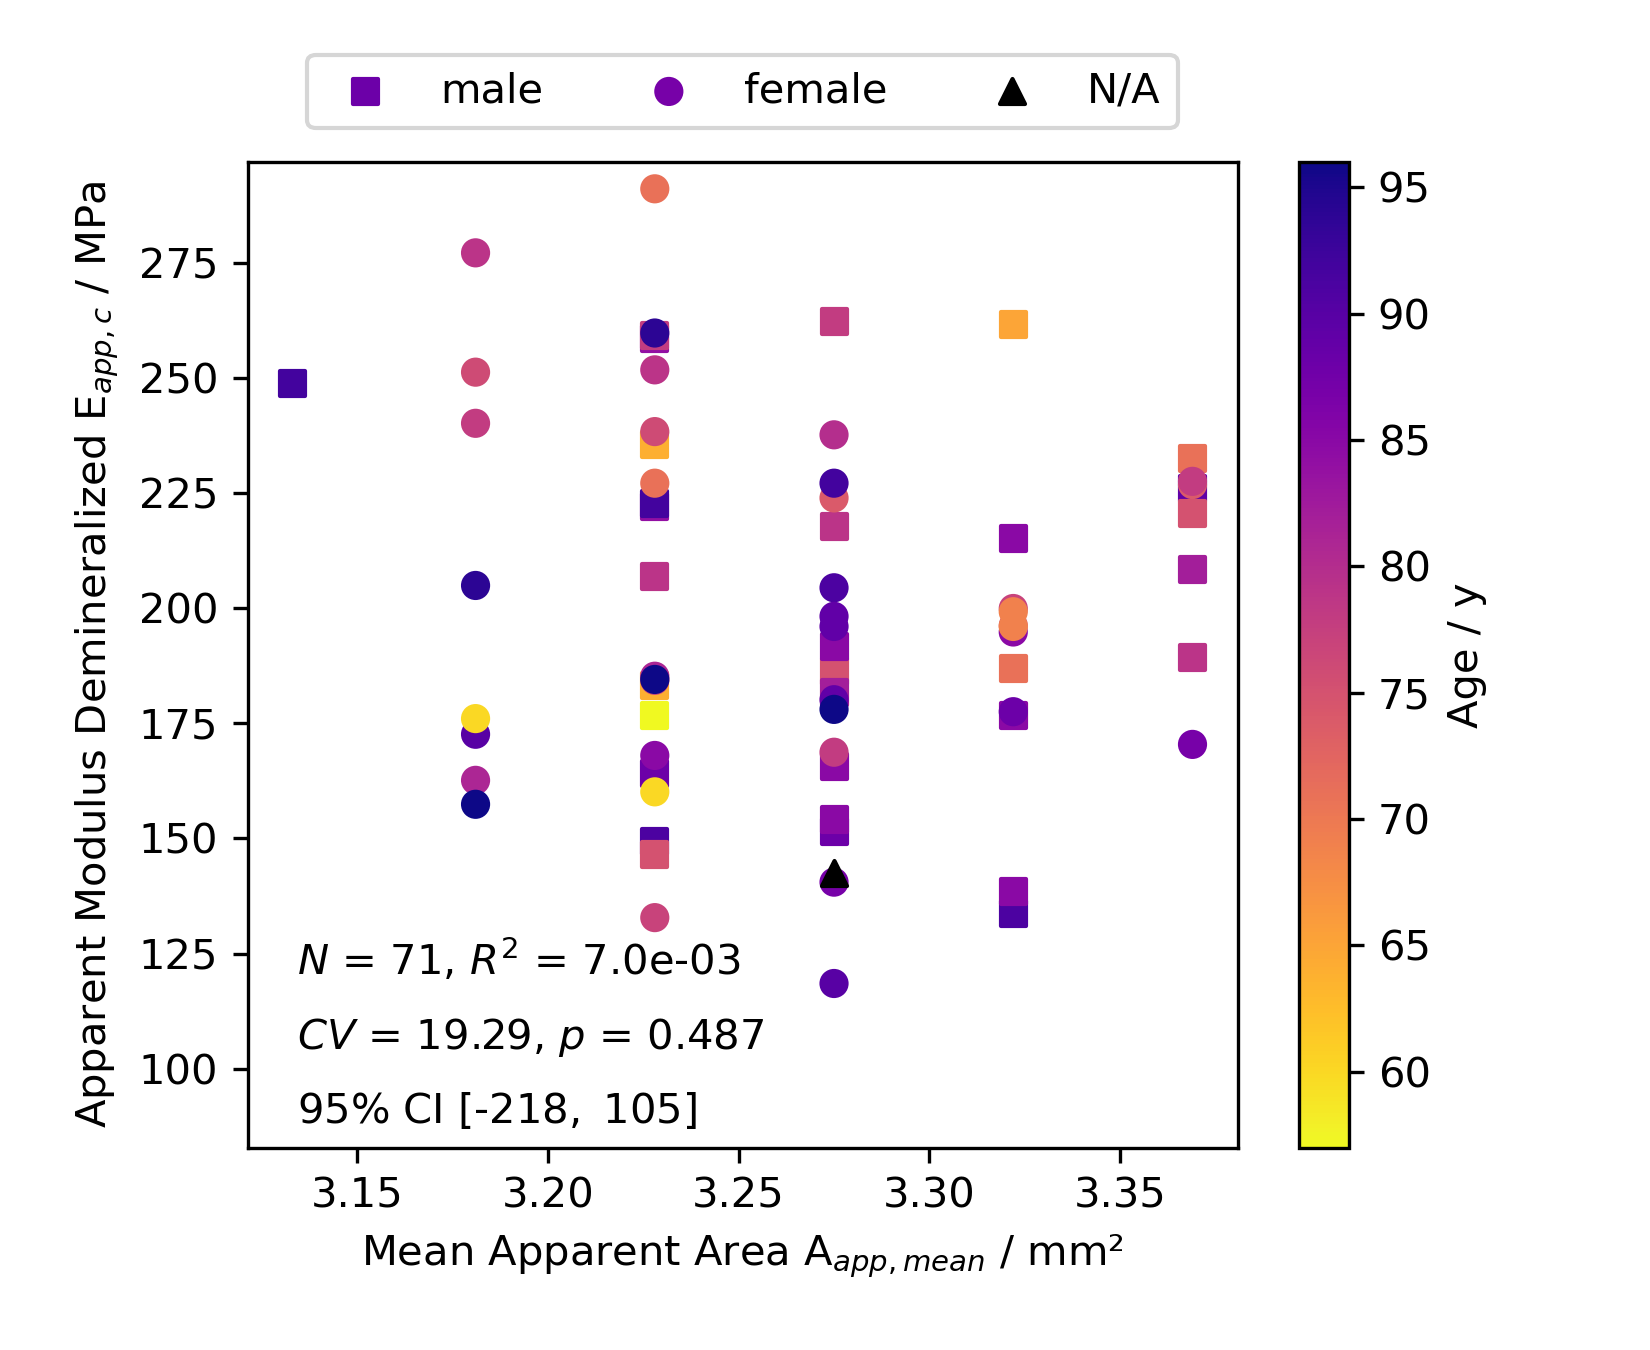 male female N/A
Apparent Modulus Demineralized E_app,c / MPa
275
250
225
200
175
150
125
100
N = 71, R² = 7.0e-03
CV = 19.29, p = 0.487
95% CI [-218, 105]
3.15 3.20 3.25 3.30 3.35
Mean Apparent Area A_app,mean / mm²
95
90
85
80
75
70
65
60
Age / y